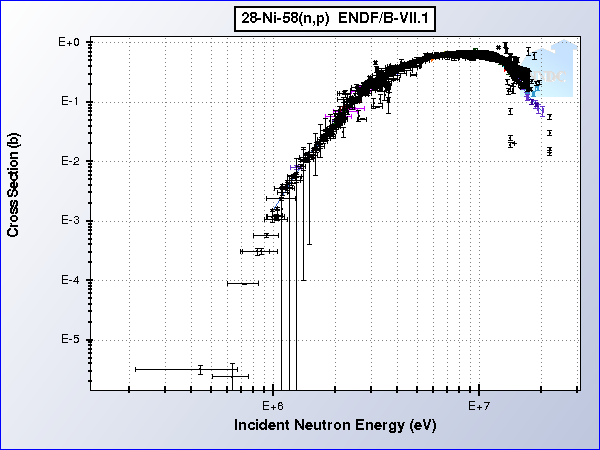 28-Ni-58(n,p) ENDF/B-VII.1
E+0
E-1
E-2
E-3
E-4
E-5
Cross Section (b)
E+6
E+7
Incident Neutron Energy (eV)